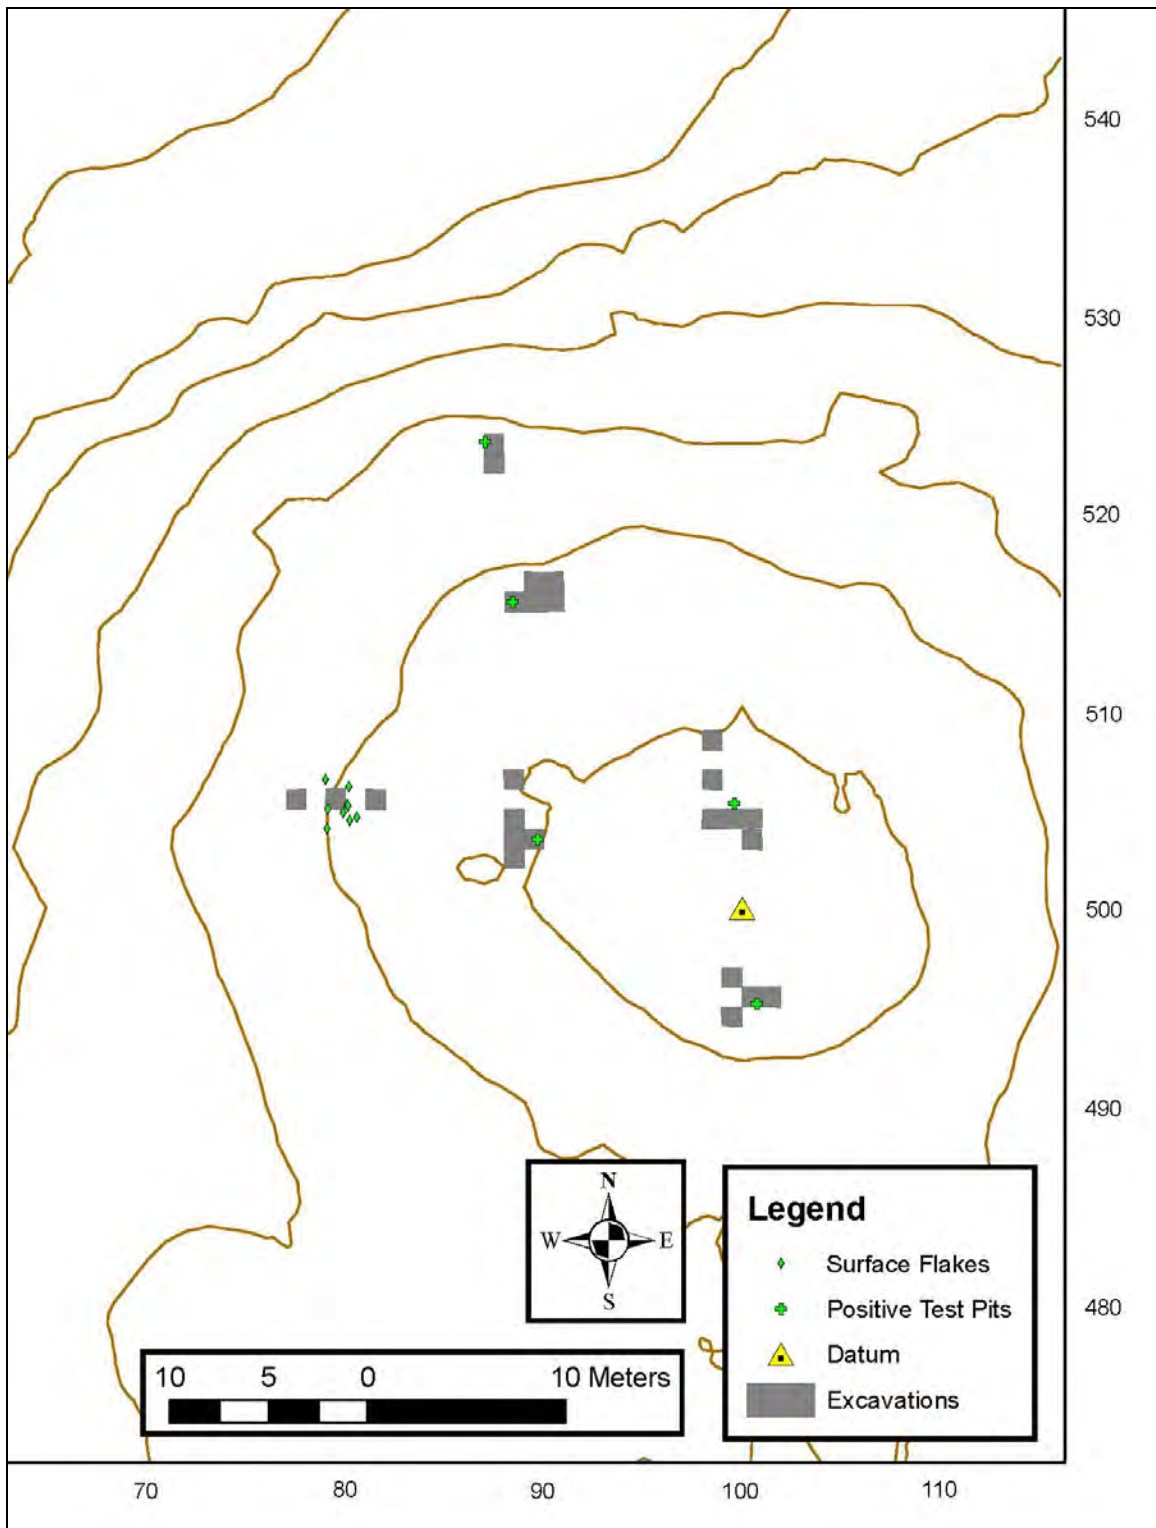 540
530
520
510
500
490
480
N
W E
S
Legend
Surface Flakes
Positive Test Pits
Datum
Excavations
10 5 0 10 Meters
70 80 90 100 110